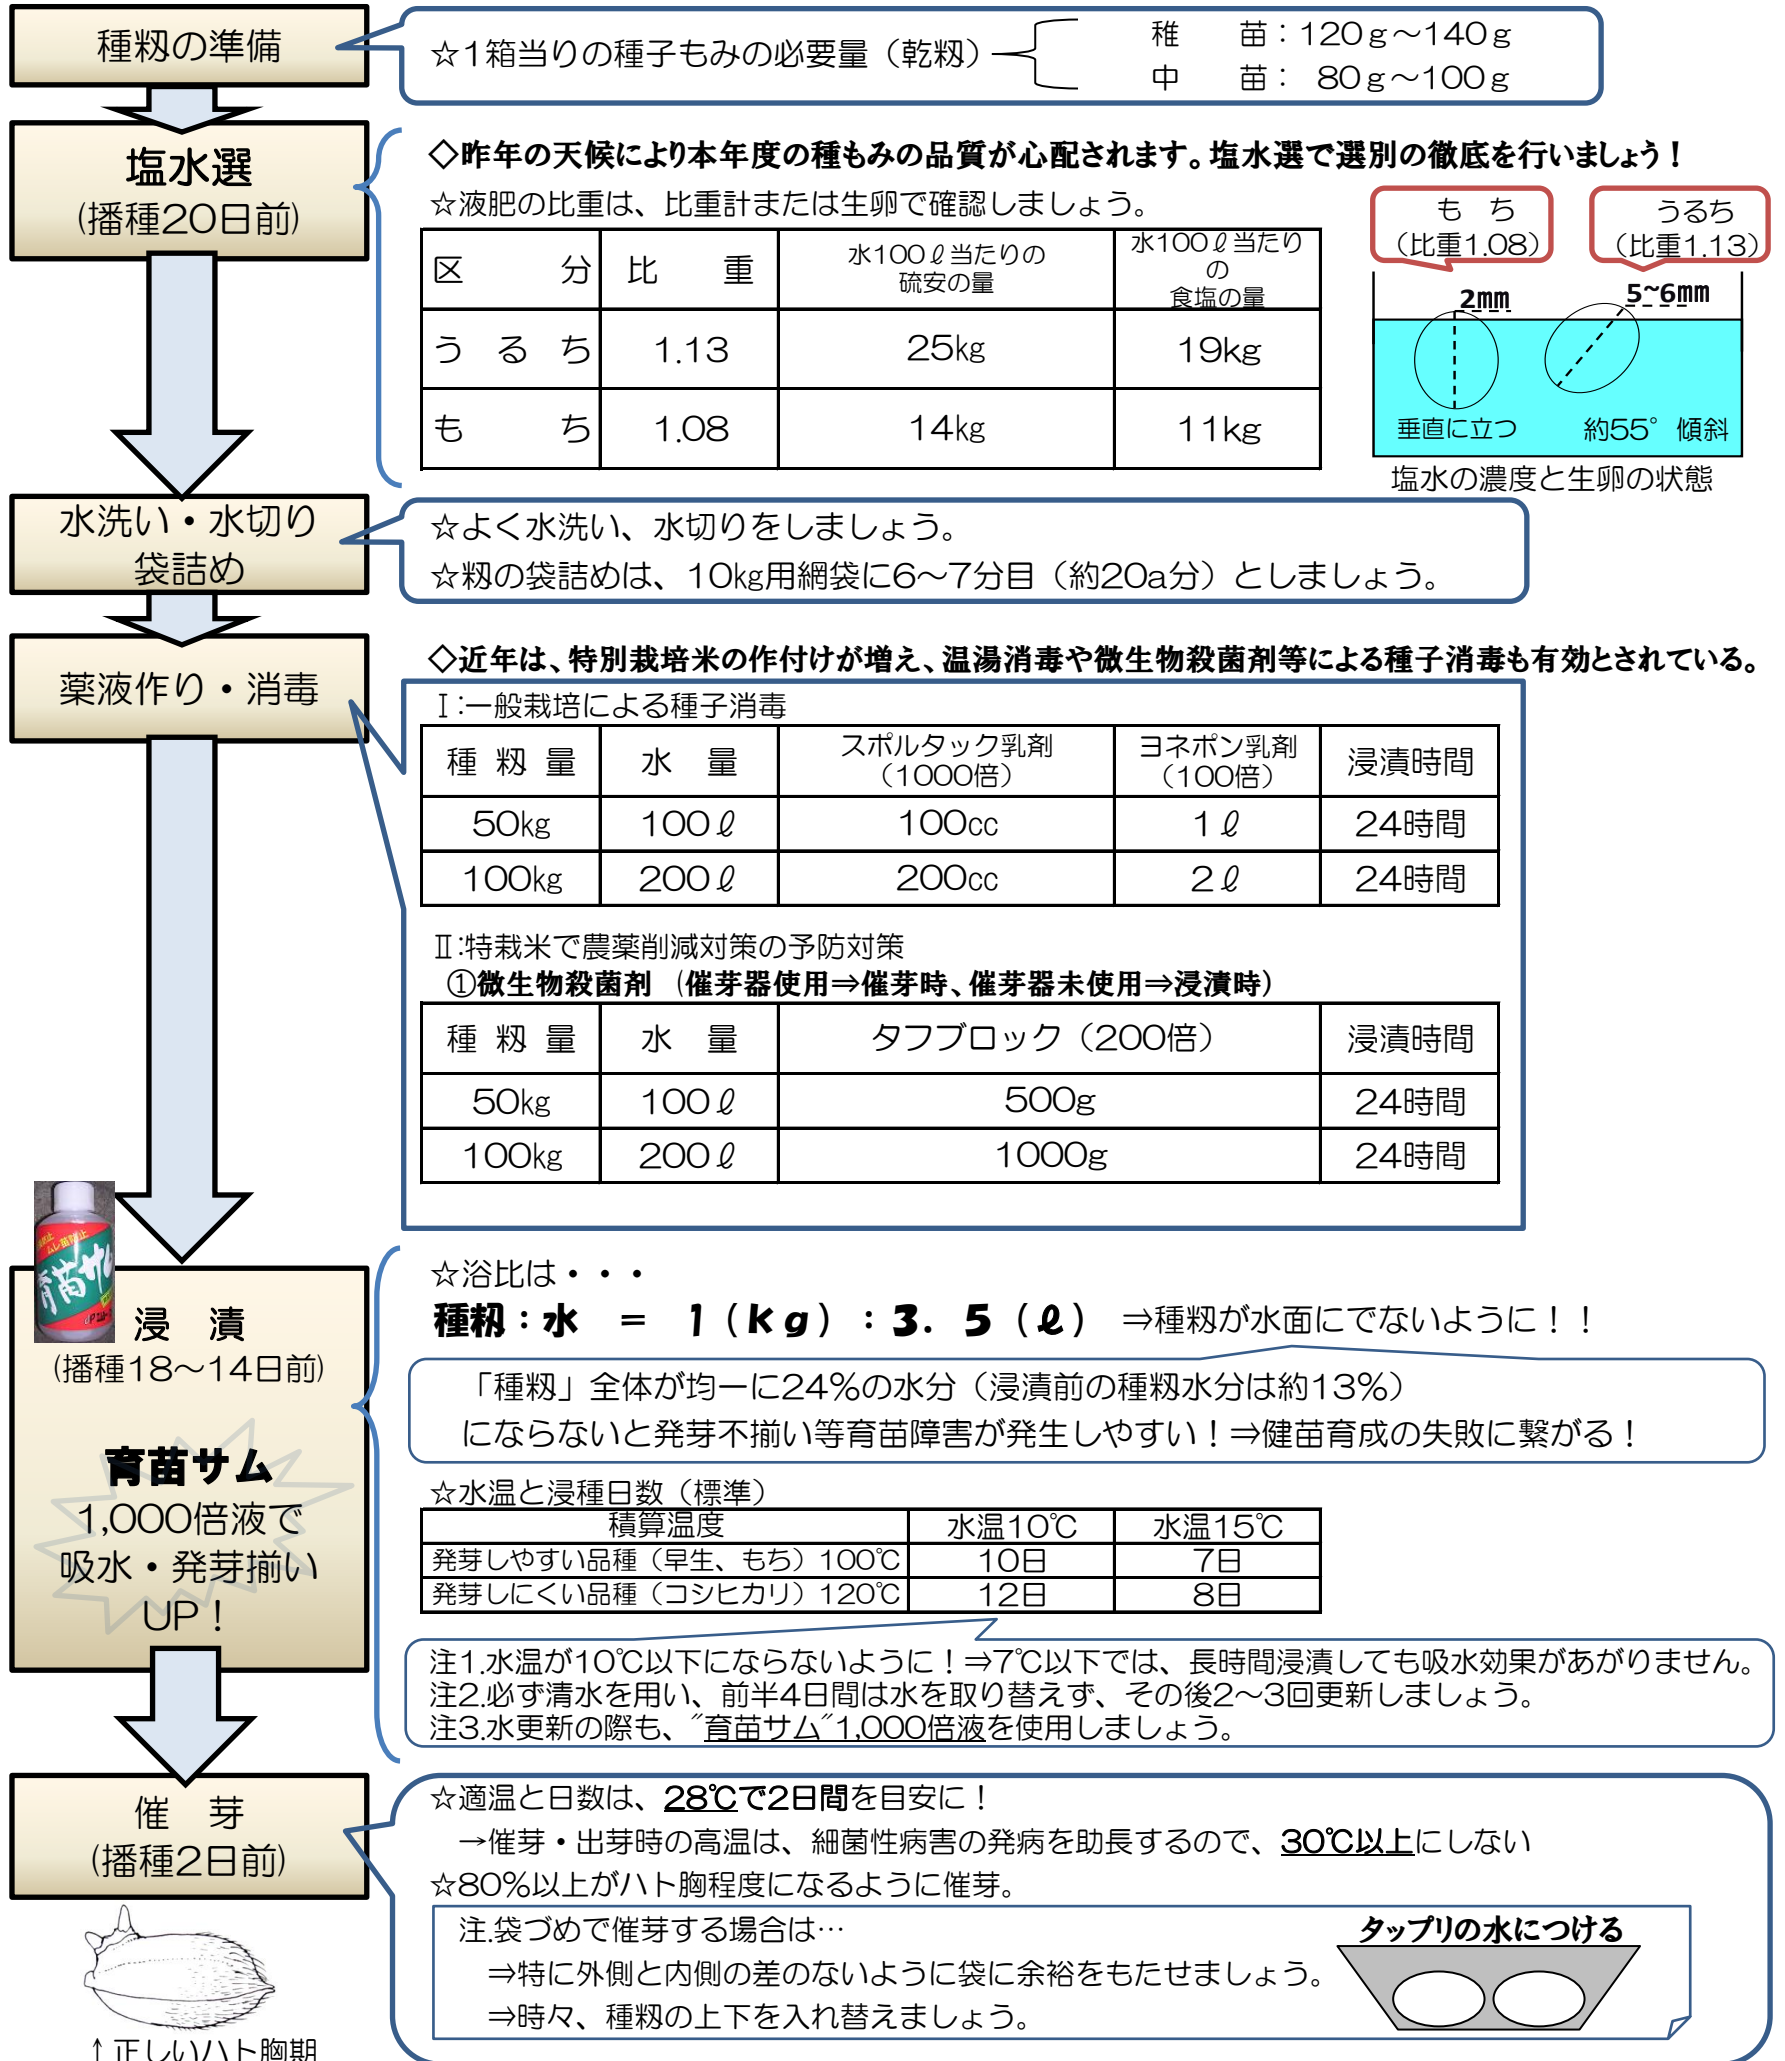 種籾の準備
☆1箱当りの種子もみの必要量（乾籾）
稚　　苗：120ｇ～140ｇ
中　　苗：　80ｇ～100ｇ
塩水選
(播種20日前)
◇昨年の天候により本年度の種もみの品質が心配されます。塩水選で選別の徹底を行いましょう！
☆液肥の比重は、比重計または生卵で確認しましょう。
区　　分　比　　重　水100ℓ当たりの硫安の量　水100ℓ当たりの食塩の量
うるち　1.13　25kg　19kg
もち　1.08　14kg　11kg
もち
（比重1.08）
うるち
（比重1.13）
2mm　5~6mm
垂直に立つ　約55°傾斜
塩水の濃度と生卵の状態
水洗い・水切り
袋詰め
☆よく水洗い、水切りをしましょう。
☆籾の袋詰めは、10kg用網袋に6～7分目（約20a分）としましょう。
薬液作り・消毒
◇近年は、特別栽培米の作付けが増え、温湯消毒や微生物殺菌剤等による種子消毒も有効とされている。
Ⅰ:一般栽培による種子消毒
種 籾 量　水　量　スポルタック乳剤（1000倍）　ヨネポン乳剤（100倍）　浸漬時間
50kg　100ℓ　100cc　1ℓ　24時間
100kg　200ℓ　200cc　2ℓ　24時間
Ⅱ:特栽米で農薬削減対策の予防対策
①微生物殺菌剤　（催芽器使用⇒催芽時、催芽器未使用⇒浸漬時）
種 籾 量　水　量　タフブロック（200倍）　浸漬時間
50kg　100ℓ　500g　24時間
100kg　200ℓ　1000g　24時間
ムレ苗防止
育苗サム
浸　漬
(播種18～14日前)
育苗サム
1,000倍液で
吸水・発芽揃い
UP！
☆浴比は・・・
種籾：水　＝　1（kg）：3．5（ℓ）　⇒種籾が水面にでないように！！
「種籾」全体が均一に24%の水分（浸漬前の種籾水分は約13%）
にならないと発芽不揃い等育苗障害が発生しやすい！⇒健苗育成の失敗に繋がる！
☆水温と浸種日数（標準）
積算温度　水温10℃　水温15℃
発芽しやすい品種（早生、もち）100℃　10日　7日
発芽しにくい品種（コシヒカリ）120℃　12日　8日
注1.水温が10℃以下にならないように！⇒7℃以下では、長時間浸漬しても吸水効果があがりません。
注2.必ず清水を用い、前半4日間は水を取り替えず、その後2～3回更新しましょう。
注3.水更新の際も、″育苗サム″1,000倍液を使用しましょう。
催　芽
(播種2日前)
☆適温と日数は、28℃で2日間を目安に！
→催芽・出芽時の高温は、細菌性病害の発病を助長するので、30℃以上にしない
☆80%以上がハト胸程度になるように催芽。
注.袋づめで催芽する場合は…
⇒特に外側と内側の差のないように袋に余裕をもたせましょう。
⇒時々、種籾の上下を入れ替えましょう。
タップリの水につける
↑正しいハト胸期